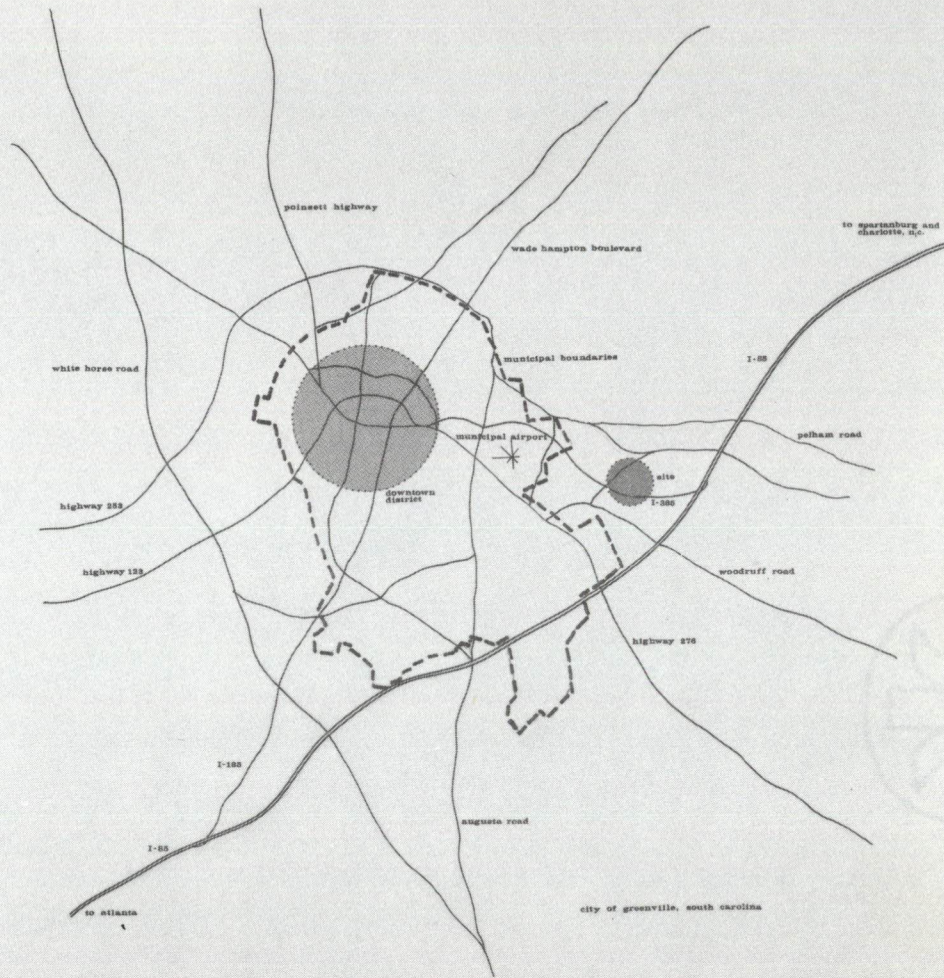 poinsett highway
to spartanburg and
charlotte, n.c.
wade hampton boulevard
municipal boundaries
I-85
white horse road
municipal airport
pelham road
site
downtown
district
I-385
highway 253
highway 123
woodruff road
highway 276
I-185
augusta road
I-85
to atlanta
city of greenville, south carolina